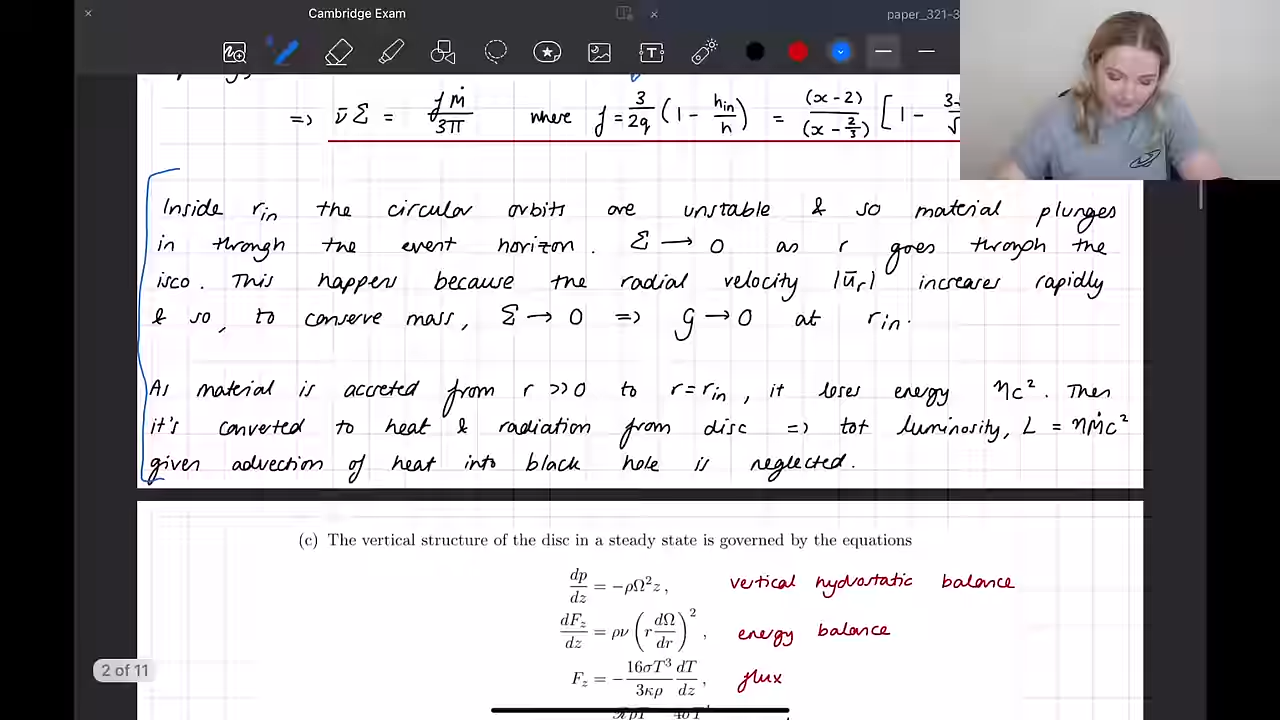 Cambridge Exam
paper_321-3
=> ν̄Σ = fṀ/3π where f = 3/2q (1 - h_in/h) = (x-2)/(x-2/3) [1 -
Inside r_in the circular orbits are unstable & so material plunges
in through the event horizon. Σ → 0 as r goes through the
isco. This happens because the radial velocity |ū_r| increases rapidly
& so, to conserve mass, Σ → 0 => g → 0 at r_in.
As material is accreted from r >> 0 to r = r_in, it loses energy ηc². Then
it's converted to heat & radiation from disc => tot luminosity, L = ηṀc²
given advection of heat into black hole is neglected.
(c) The vertical structure of the disc in a steady state is governed by the equations
dp/dz = -ρΩ²z, vertical hydrostatic balance
dF_z/dz = ρν (r dΩ/dr)², energy balance
F_z = - 16σT³/3κρ dT/dz, flux
2 of 11